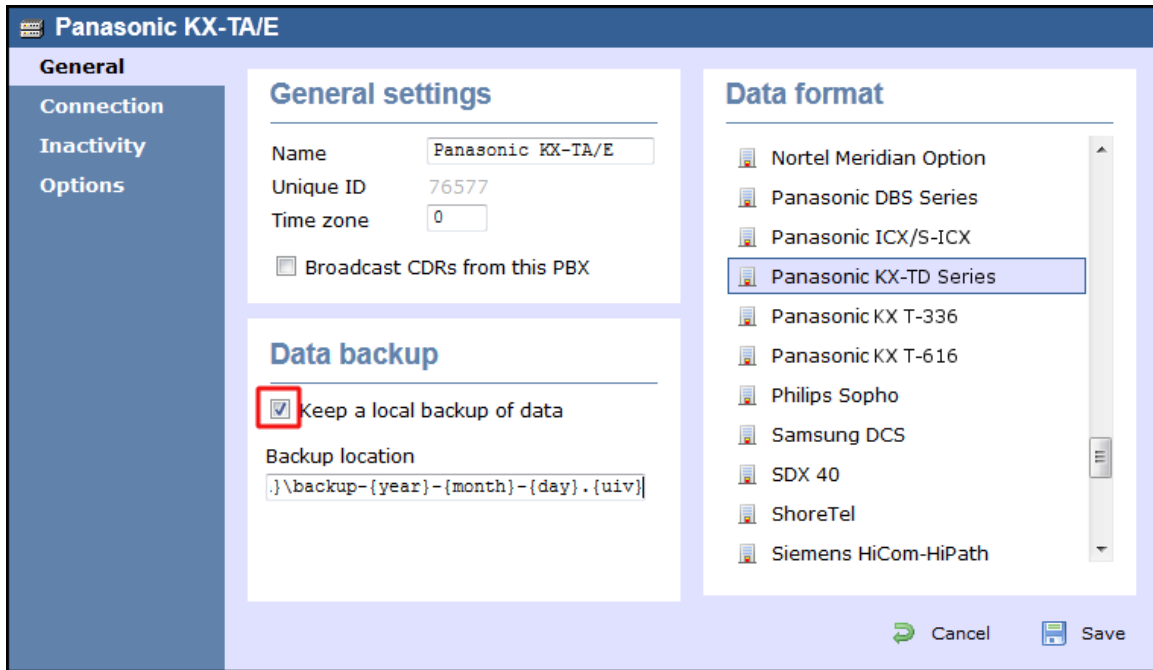 Panasonic KX-TA/E
General
Connection
Inactivity
Options
General settings
Name Panasonic KX-TA/E
Unique ID 76577
Time zone 0
Broadcast CDRs from this PBX
Data backup
Keep a local backup of data
Backup location
.}\backup-{year}-{month}-{day}.{uiv}
Data format
Nortel Meridian Option
Panasonic DBS Series
Panasonic ICX/S-ICX
Panasonic KX-TD Series
Panasonic KX T-336
Panasonic KX T-616
Philips Sopho
Samsung DCS
SDX 40
ShoreTel
Siemens HiCom-HiPath
Cancel Save